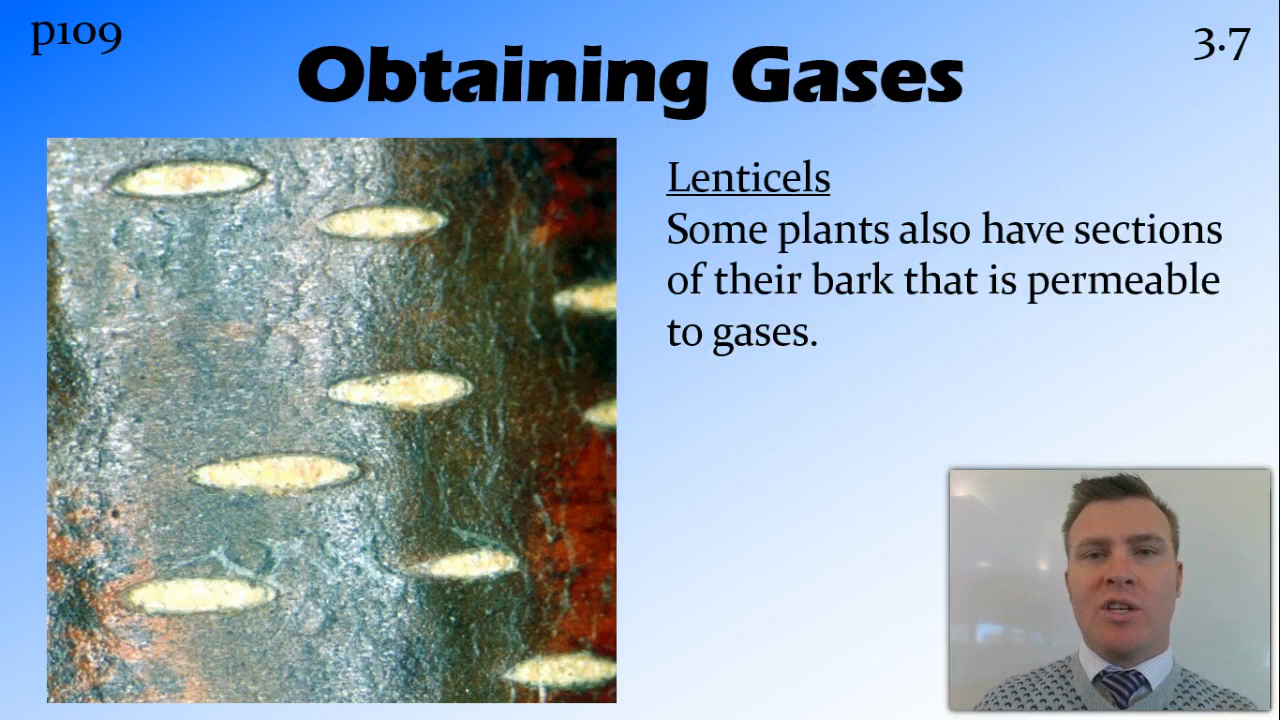 p109
3.7
Obtaining Gases
Lenticels
Some plants also have sections
of their bark that is permeable
to gases.